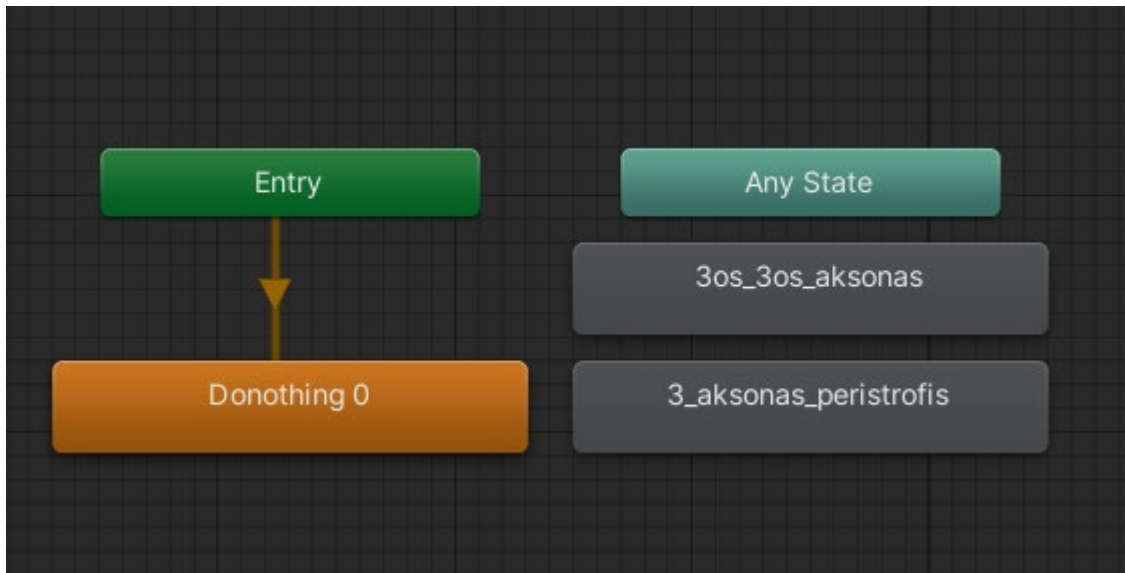 Entry
Any State
3os_3os_aksonas
Donothing 0
3_aksonas_peristrofis